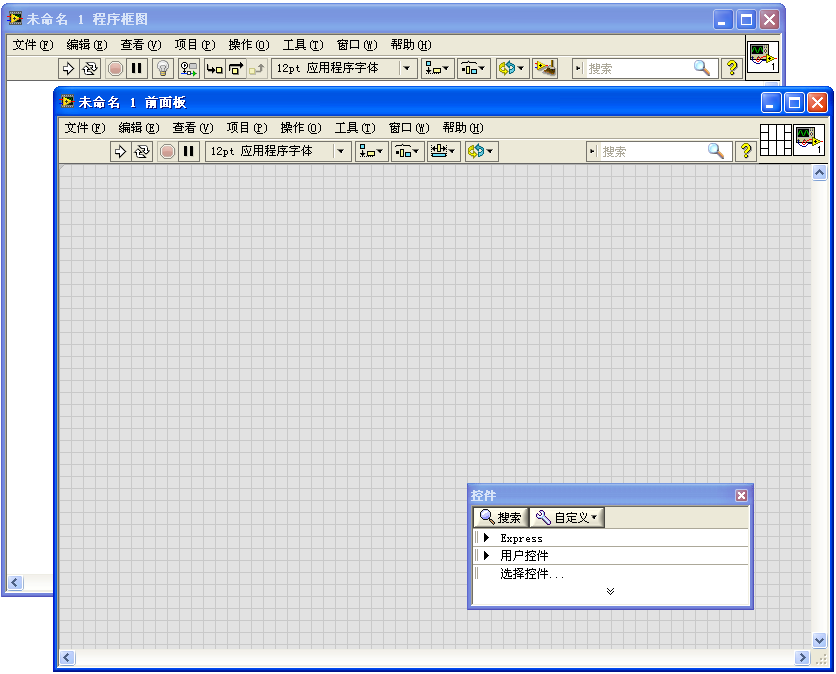 未命名 1 程序框图
文件(F) 编辑(E) 查看(V) 项目(P) 操作(O) 工具(T) 窗口(W) 帮助(H)
12pt 应用程序字体
搜索
?
1
未命名 1 前面板
文件(F) 编辑(E) 查看(V) 项目(P) 操作(O) 工具(T) 窗口(W) 帮助(H)
12pt 应用程序字体
搜索
?
1
控件
搜索 自定义
Express
用户控件
选择控件...